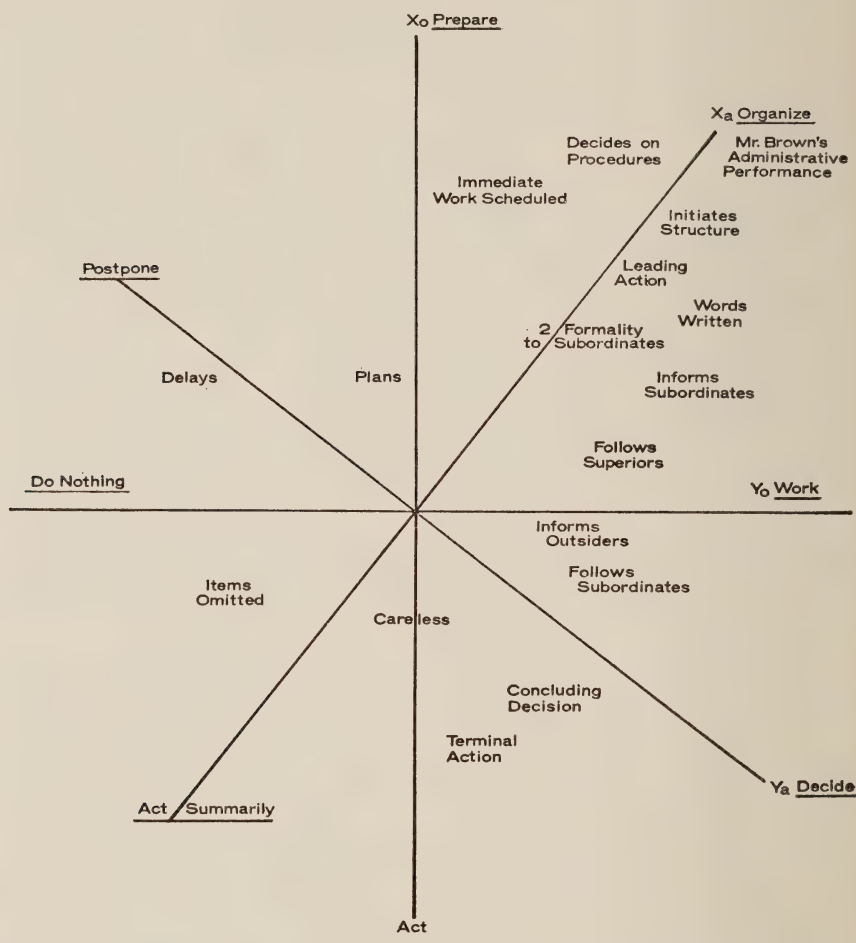 Xo Prepare
Xa Organize
Decides on
Procedures
Mr. Brown's
Administrative
Performance
Immediate
Work Scheduled
Initiates
Structure
Leading
Action
Postpone
Words
Written
2 Formality
to Subordinates
Delays
Plans
Informs
Subordinates
Follows
Superiors
Do Nothing
Yo Work
Informs
Outsiders
Follows
Subordinates
Items
Omitted
Careless
Concluding
Decision
Terminal
Action
Ya Decide
Act Summarily
Act